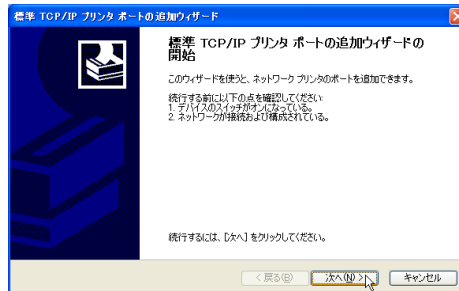 標準 TCP/IP プリンタ ポートの追加ウィザード
標準 TCP/IP プリンタ ポートの追加ウィザードの
開始
このウィザードを使うと、ネットワーク プリンタのポートを追加できます。
続行する前に以下の点を確認してください:
1. デバイスのスイッチがオンになっている。
2. ネットワークが接続および構成されている。
続行するには、[次へ] をクリックしてください。
< 戻る(B)
次へ(N) >
キャンセル